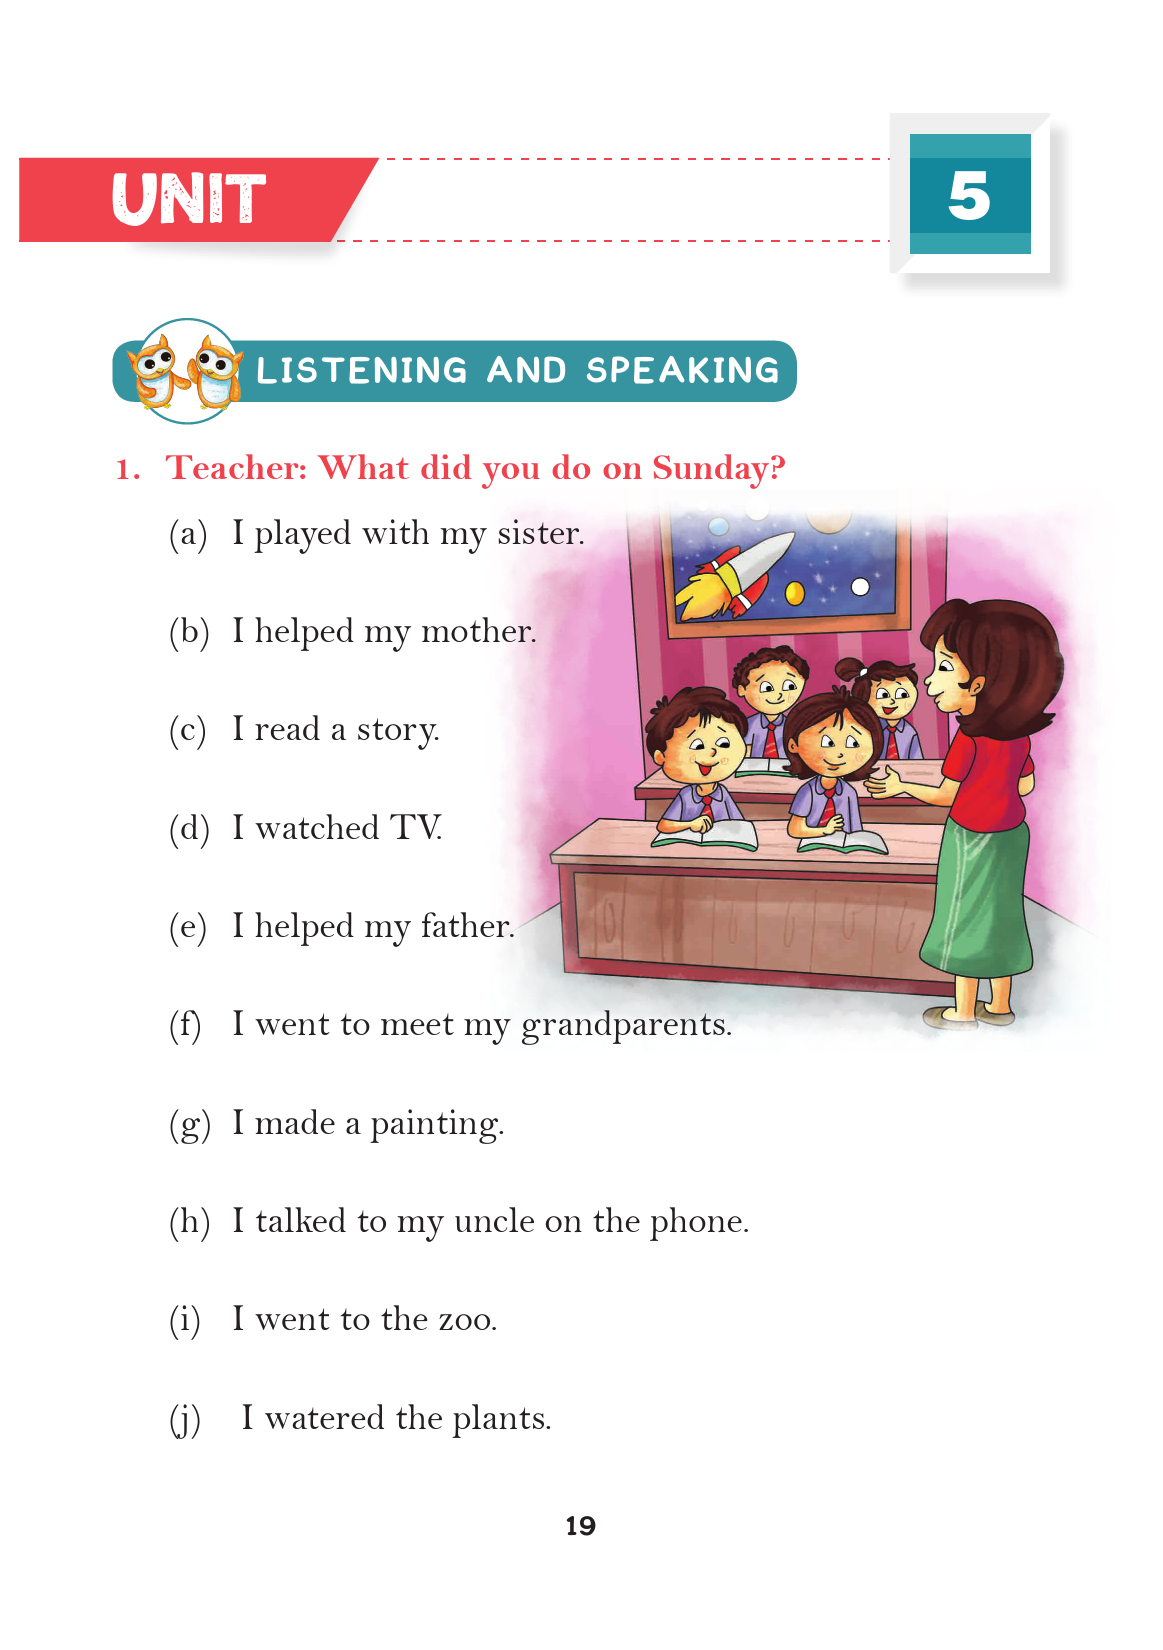 UNIT
5
LISTENING AND SPEAKING
1. Teacher: What did you do on Sunday?
(a) I played with my sister.
(b) I helped my mother.
(c) I read a story.
(d) I watched TV.
(e) I helped my father.
(f) I went to meet my grandparents.
(g) I made a painting.
(h) I talked to my uncle on the phone.
(i) I went to the zoo.
(j) I watered the plants.
19